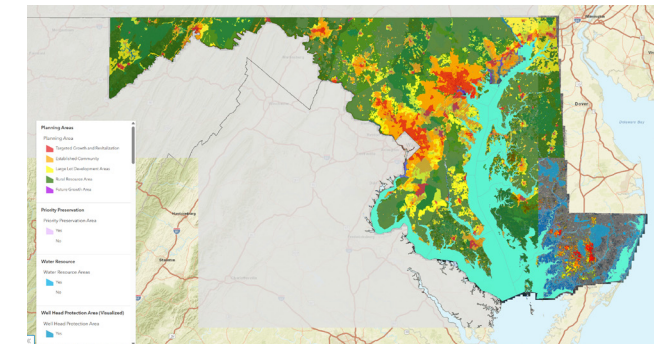 Planning Areas
Planning Area
Targeted Growth and Revitalization
Established Community
Large Lot Development Areas
Rural Resource Area
Future Growth Area
Priority Preservation
Priority Preservation Area
Yes
No
Water Resource
Water Resource Areas
Yes
No
Well Head Protection Area (Visualized)
Well Head Protection Area
Yes
Dover
Delaware Bay